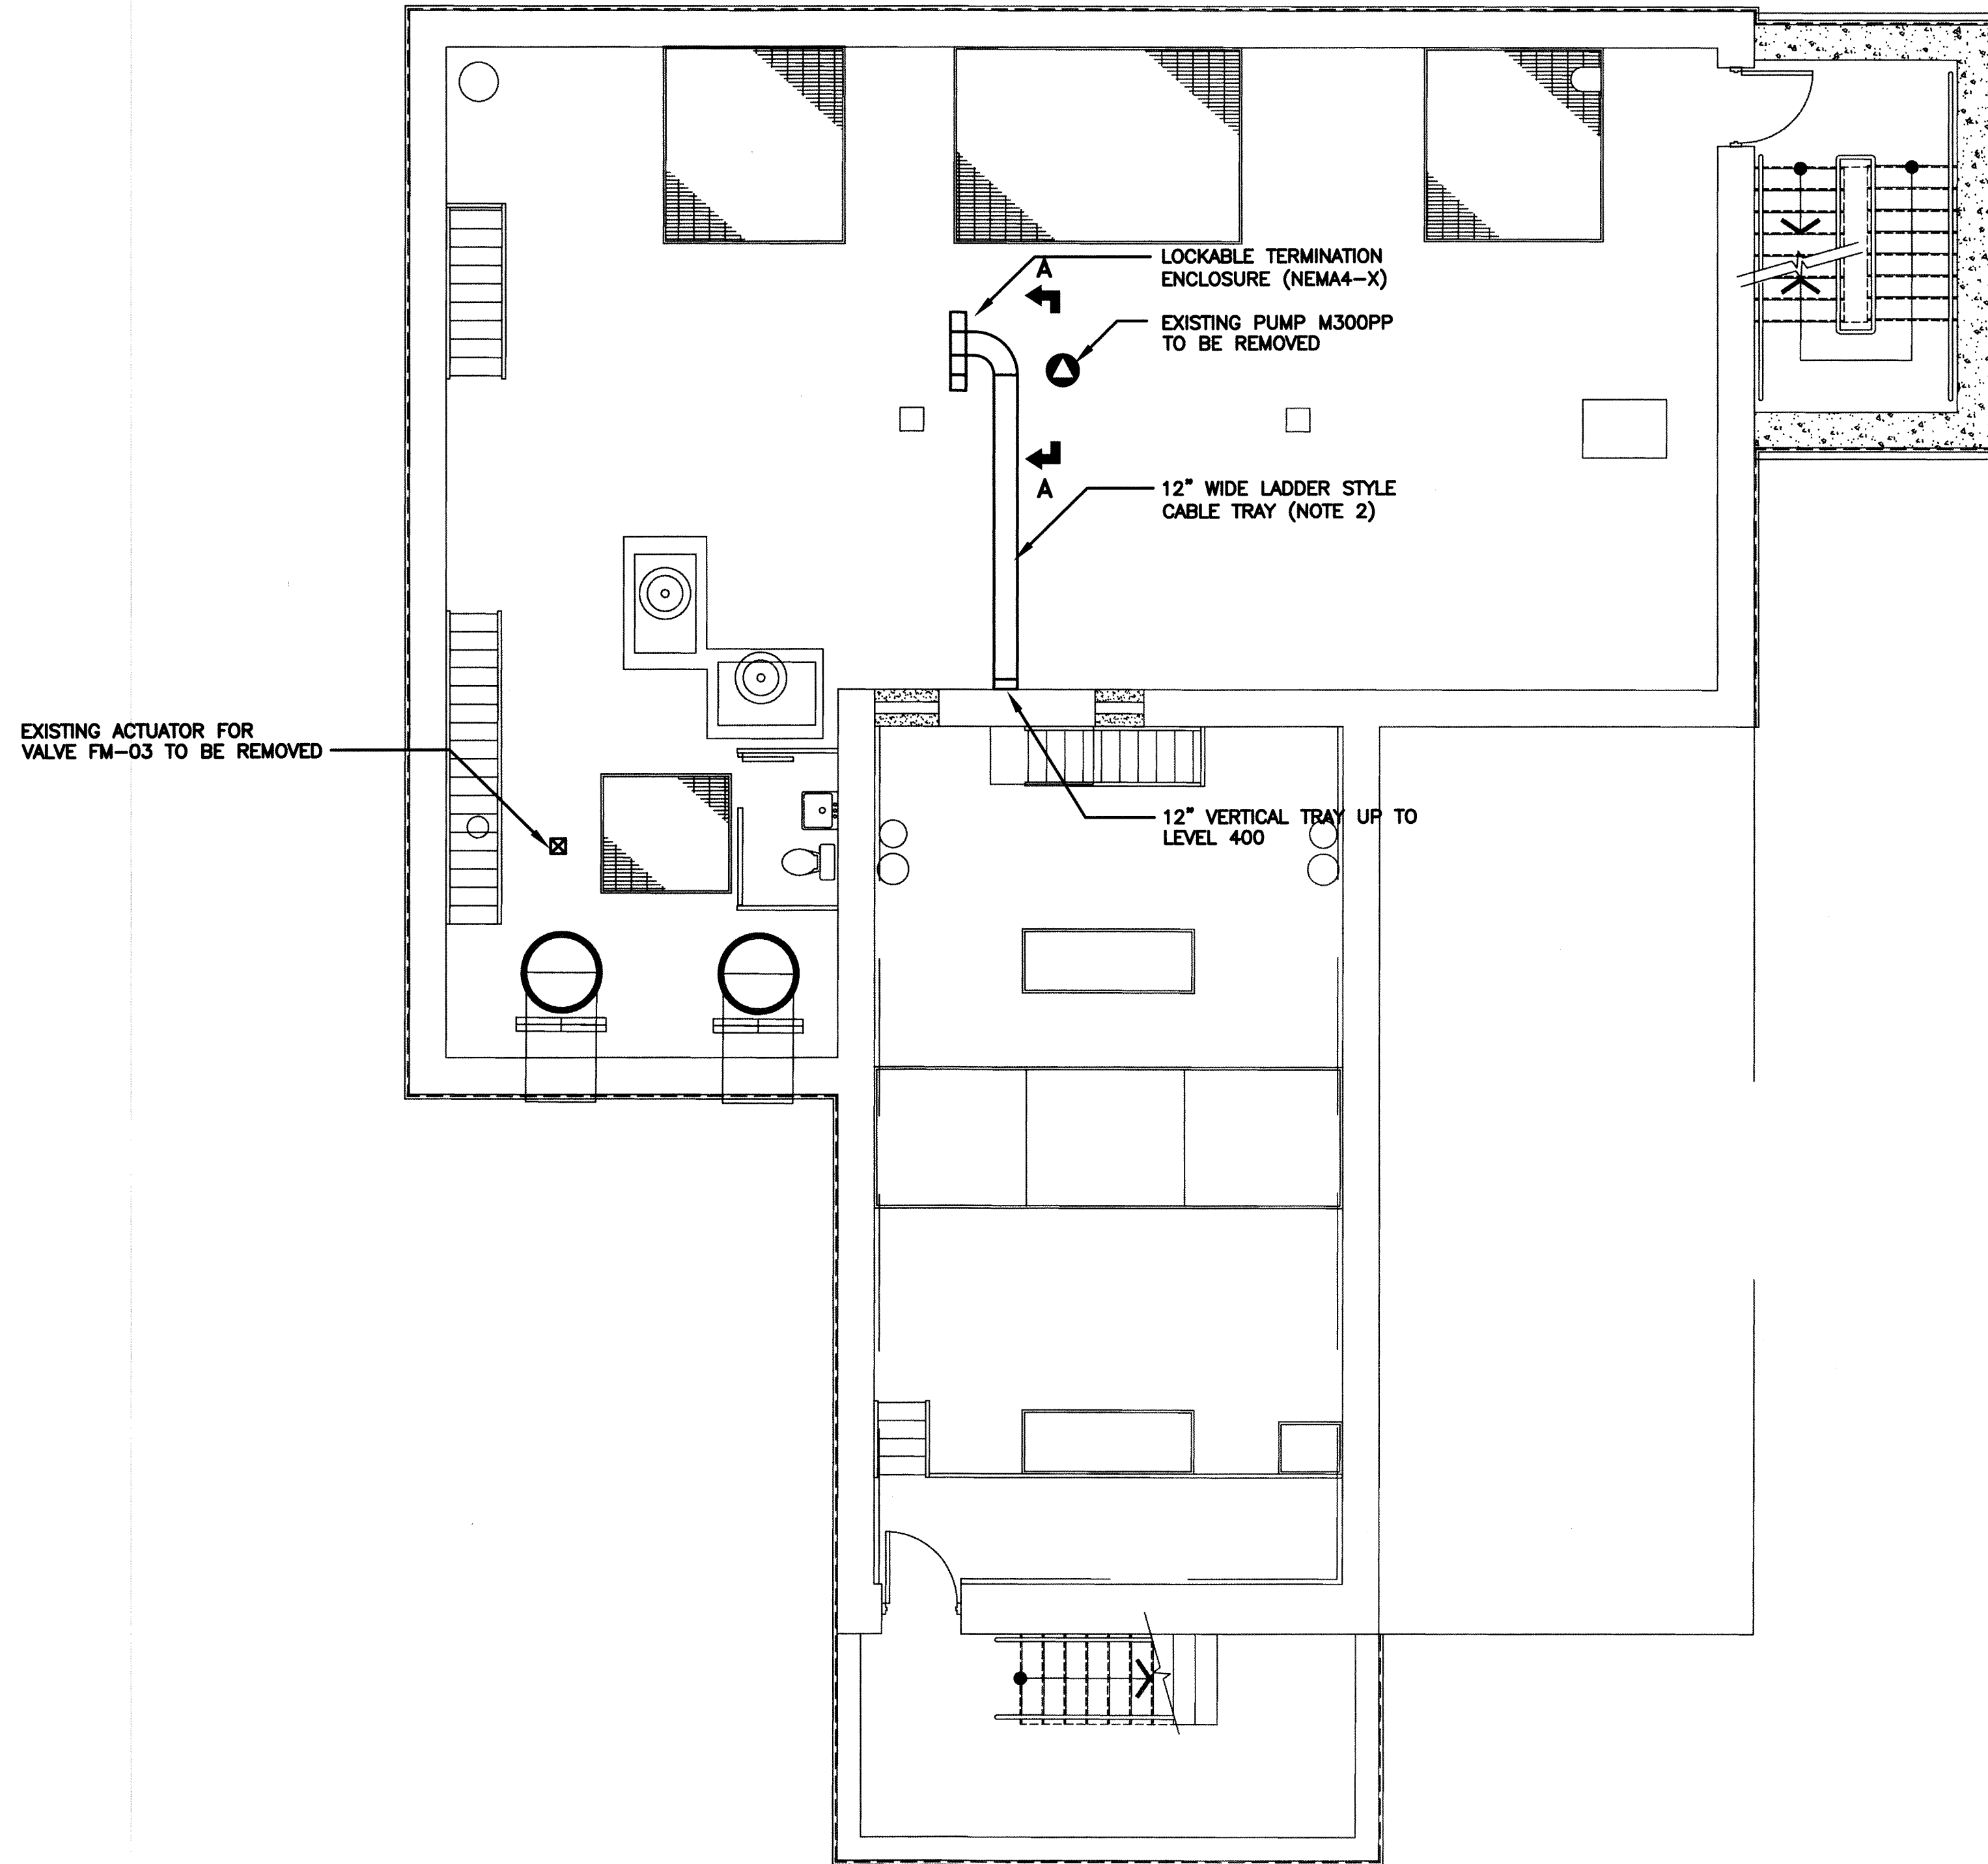 LOCKABLE TERMINATION
ENCLOSURE (NEMA4-X)
A
EXISTING PUMP M300PP
TO BE REMOVED
A
12" WIDE LADDER STYLE
CABLE TRAY (NOTE 2)
EXISTING ACTUATOR FOR
VALVE FM-03 TO BE REMOVED
12" VERTICAL TRAY UP TO
LEVEL 400